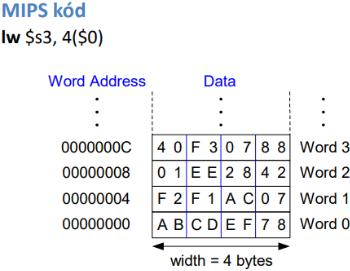 MIPS kód
lw $s3, 4($0)
Word Address Data
0000000C 4 0 F 3 0 7 8 8 Word 3
00000008 0 1 E E 2 8 4 2 Word 2
00000004 F 2 F 1 A C 0 7 Word 1
00000000 A B C D E F 7 8 Word 0
width = 4 bytes